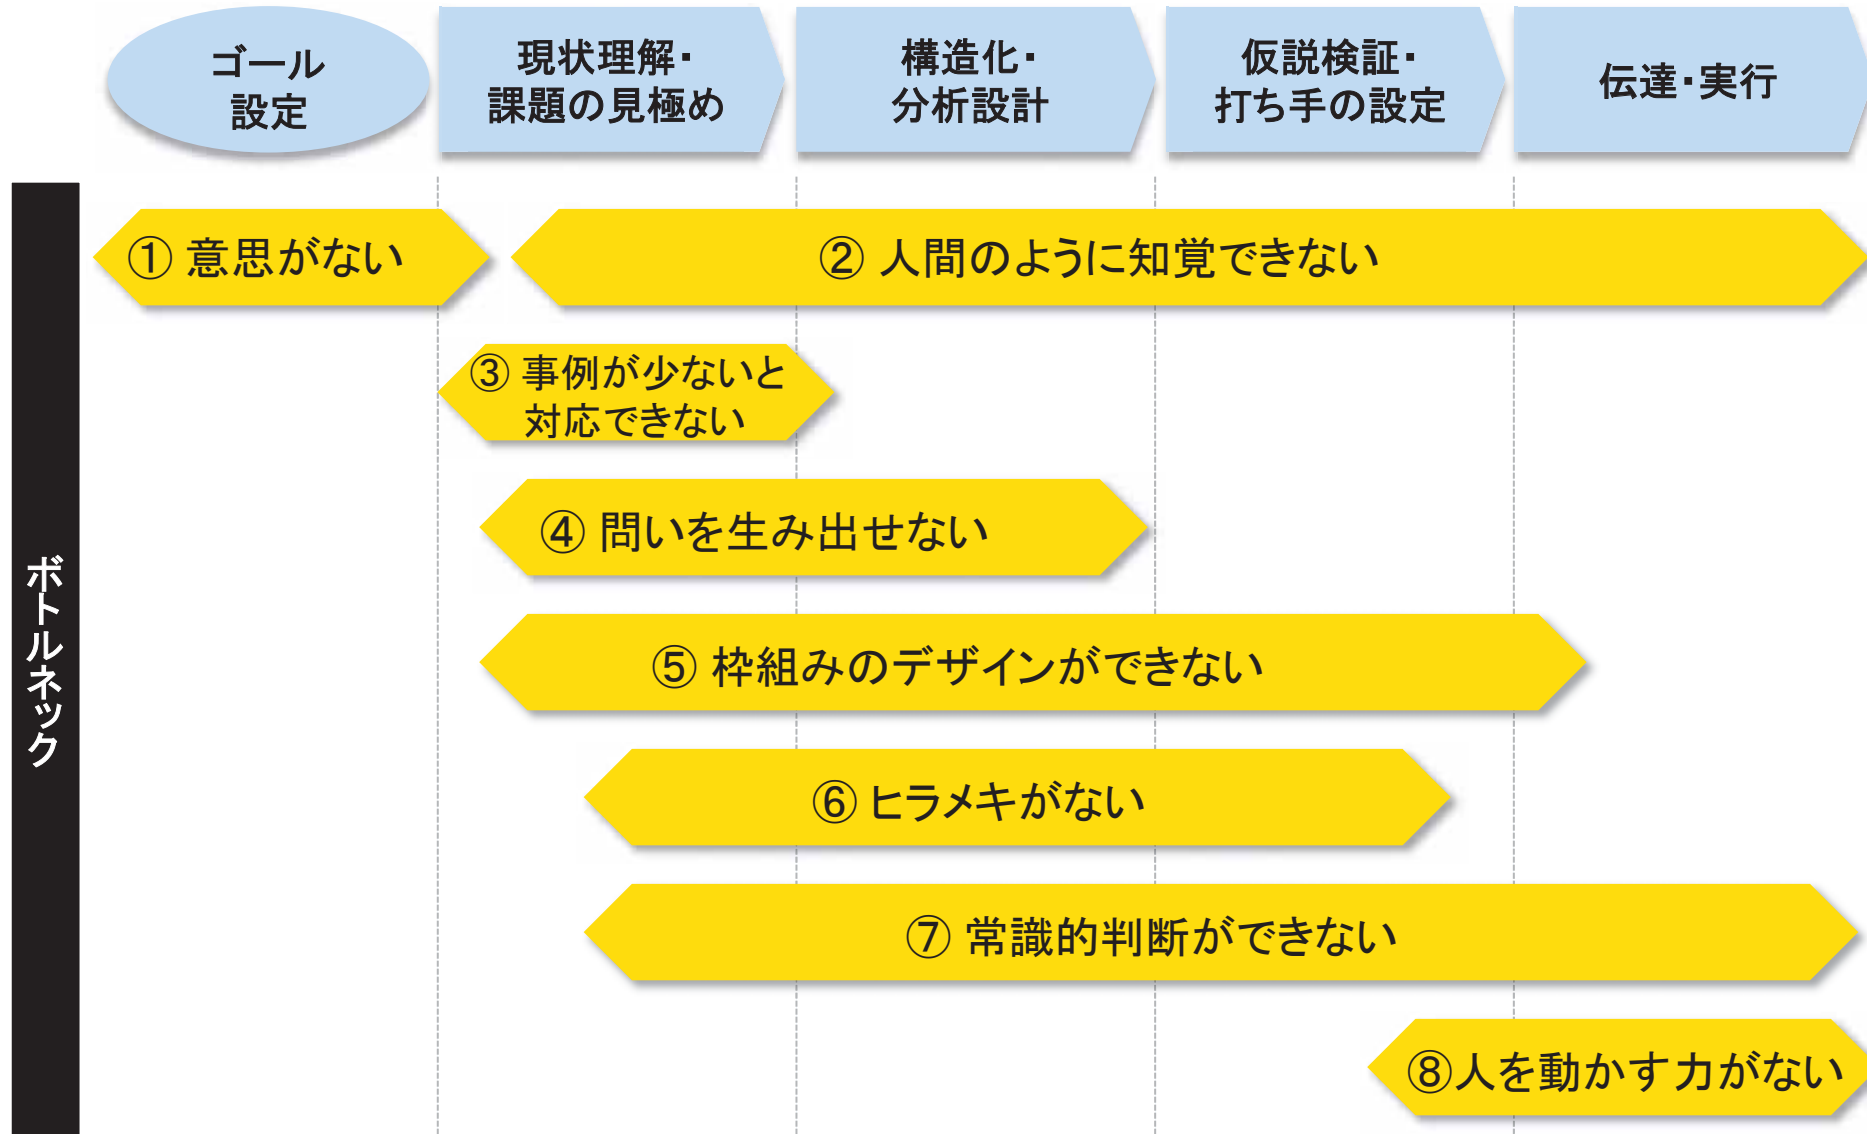 ゴール
設定
現状理解・
課題の見極め
構造化・
分析設計
仮説検証・
打ち手の設定
伝達・実行
ボトルネック
① 意思がない
② 人間のように知覚できない
③ 事例が少ないと
対応できない
④ 問いを生み出せない
⑤ 枠組みのデザインができない
⑥ ヒラメキがない
⑦ 常識的判断ができない
⑧人を動かす力がない